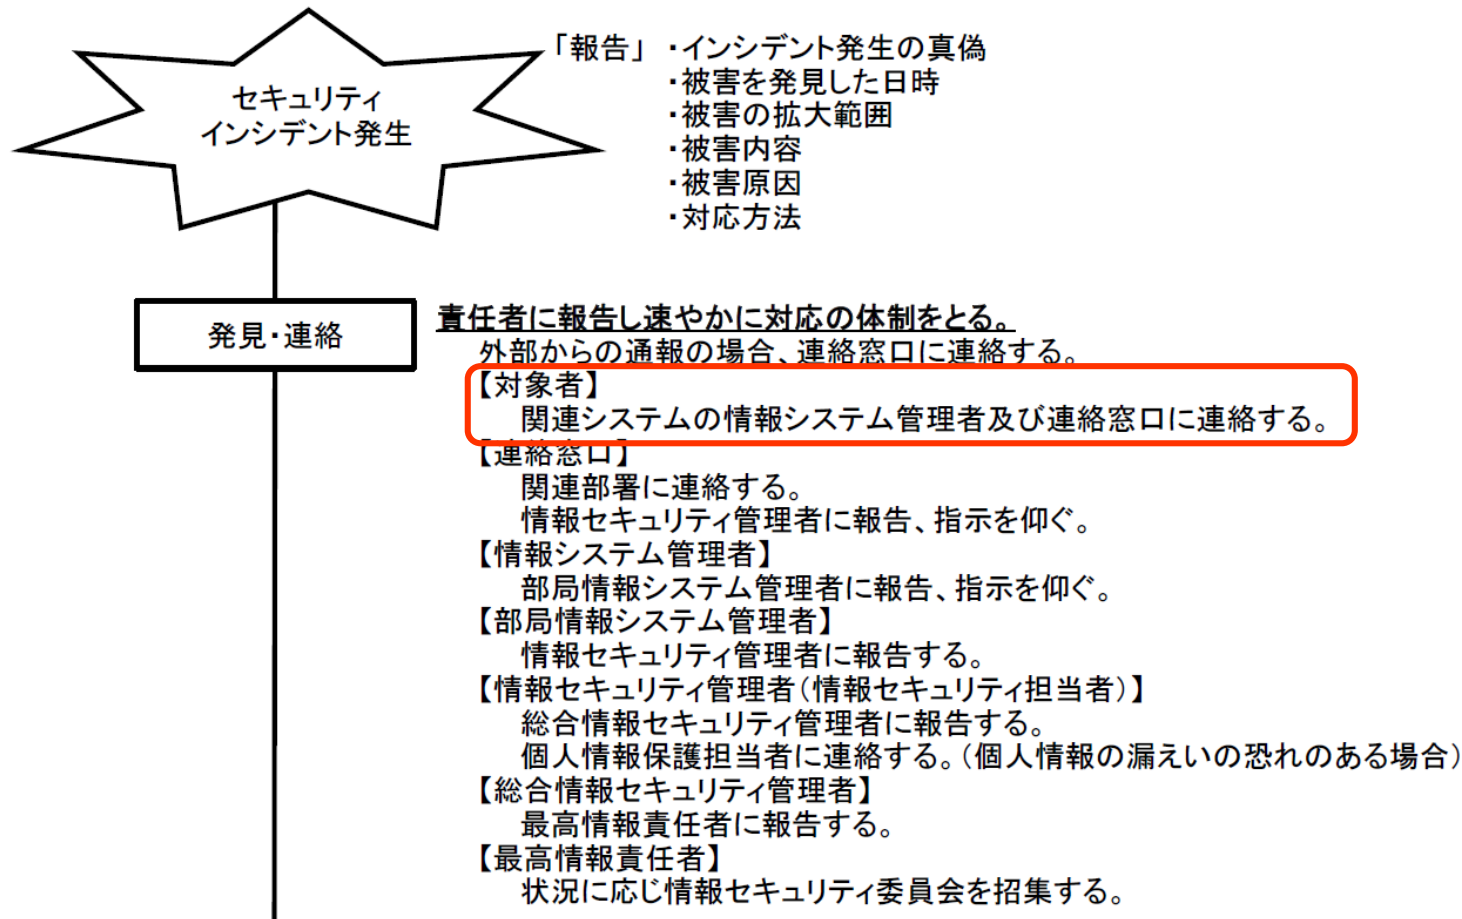 セキュリティ
インシデント発生
「報告」 ・インシデント発生の真偽
・被害を発見した日時
・被害の拡大範囲
・被害内容
・被害原因
・対応方法
発見・連絡
責任者に報告し速やかに対応の体制をとる。
外部からの通報の場合、連絡窓口に連絡する。
【対象者】
関連システムの情報システム管理者及び連絡窓口に連絡する。
【連絡窓口】
関連部署に連絡する。
情報セキュリティ管理者に報告、指示を仰ぐ。
【情報システム管理者】
部局情報システム管理者に報告、指示を仰ぐ。
【部局情報システム管理者】
情報セキュリティ管理者に報告する。
【情報セキュリティ管理者（情報セキュリティ担当者）】
総合情報セキュリティ管理者に報告する。
個人情報保護担当者に連絡する。（個人情報の漏えいの恐れのある場合）
【総合情報セキュリティ管理者】
最高情報責任者に報告する。
【最高情報責任者】
状況に応じ情報セキュリティ委員会を招集する。